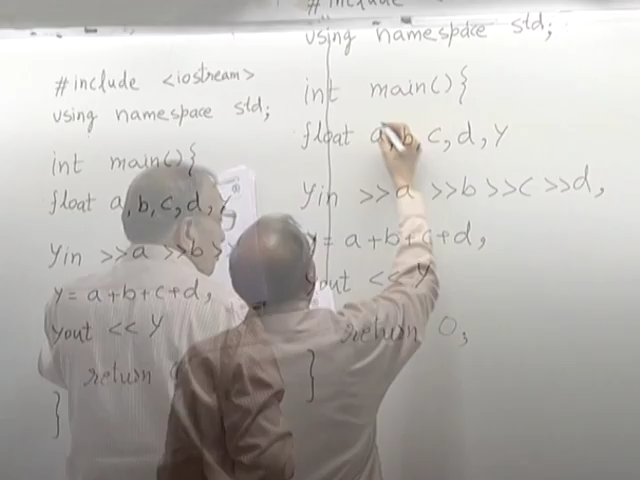 #include <iostream>
using namespace std;
int main(){
float a, b, c, d, Y
Yin >>a >>b >
y = a+b+c+d,
yout << Y
return
}
#include
using namespace std;
int main(){
float a, b, c, d, Y
Yin >>a >>b >>c >>d,
y= a+b+c+d,
yout << Y
return 0,
}